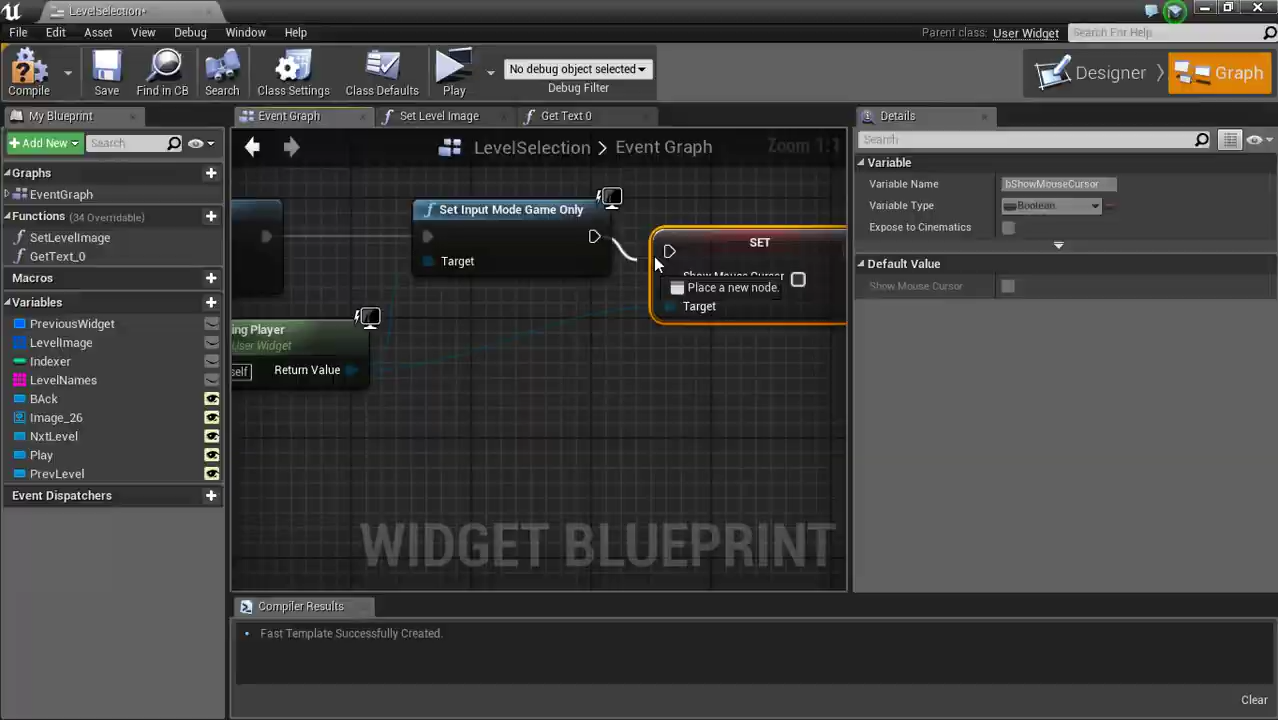 LevelSelection*
File Edit Asset View Debug Window Help
Parent class: User Widget Search For Help
Compile Save Find in CB Search Class Settings Class Defaults Play
No debug object selected
Debug Filter
Designer Graph
My Blueprint
Event Graph Set Level Image Get Text 0
Details
Add New Search
Search
LevelSelection > Event Graph
Zoom 1:1
Graphs
EventGraph
Functions (34 Overridable)
SetLevelImage
GetText_0
Macros
Variables
PreviousWidget
LevelImage
Indexer
LevelNames
BAck
Image_26
NxtLevel
Play
PrevLevel
Event Dispatchers
Set Input Mode Game Only
Target
SET
Show Mouse Cursor
Place a new node.
Target
ing Player
User Widget
self
Return Value
WIDGET BLUEPRINT
Variable
Variable Name bShowMouseCursor
Variable Type Boolean
Expose to Cinematics
Default Value
Show Mouse Cursor
Compiler Results
Fast Template Successfully Created.
Clear